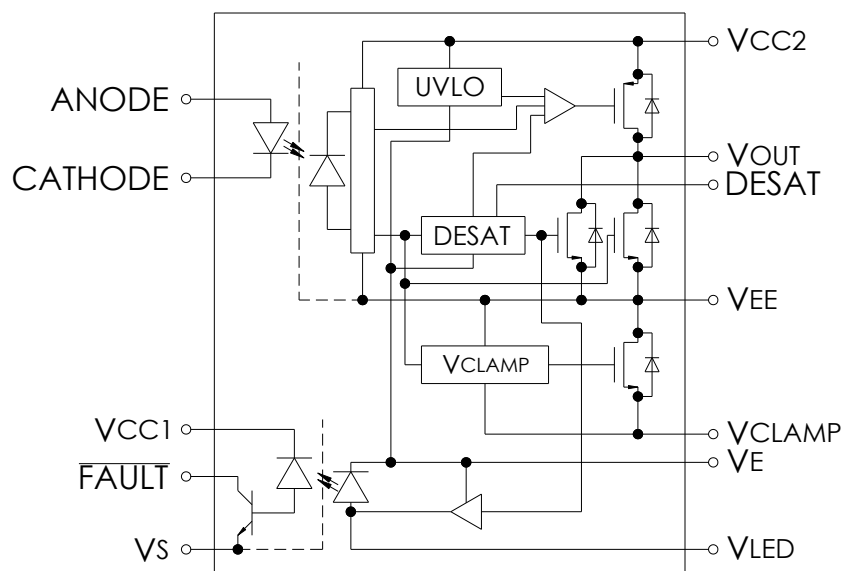 VCC2
UVLO
ANODE
VOUT
CATHODE
DESAT
DESAT
VEE
VCLAMP
VCC1
VCLAMP
VE
FAULT
VS
VLED